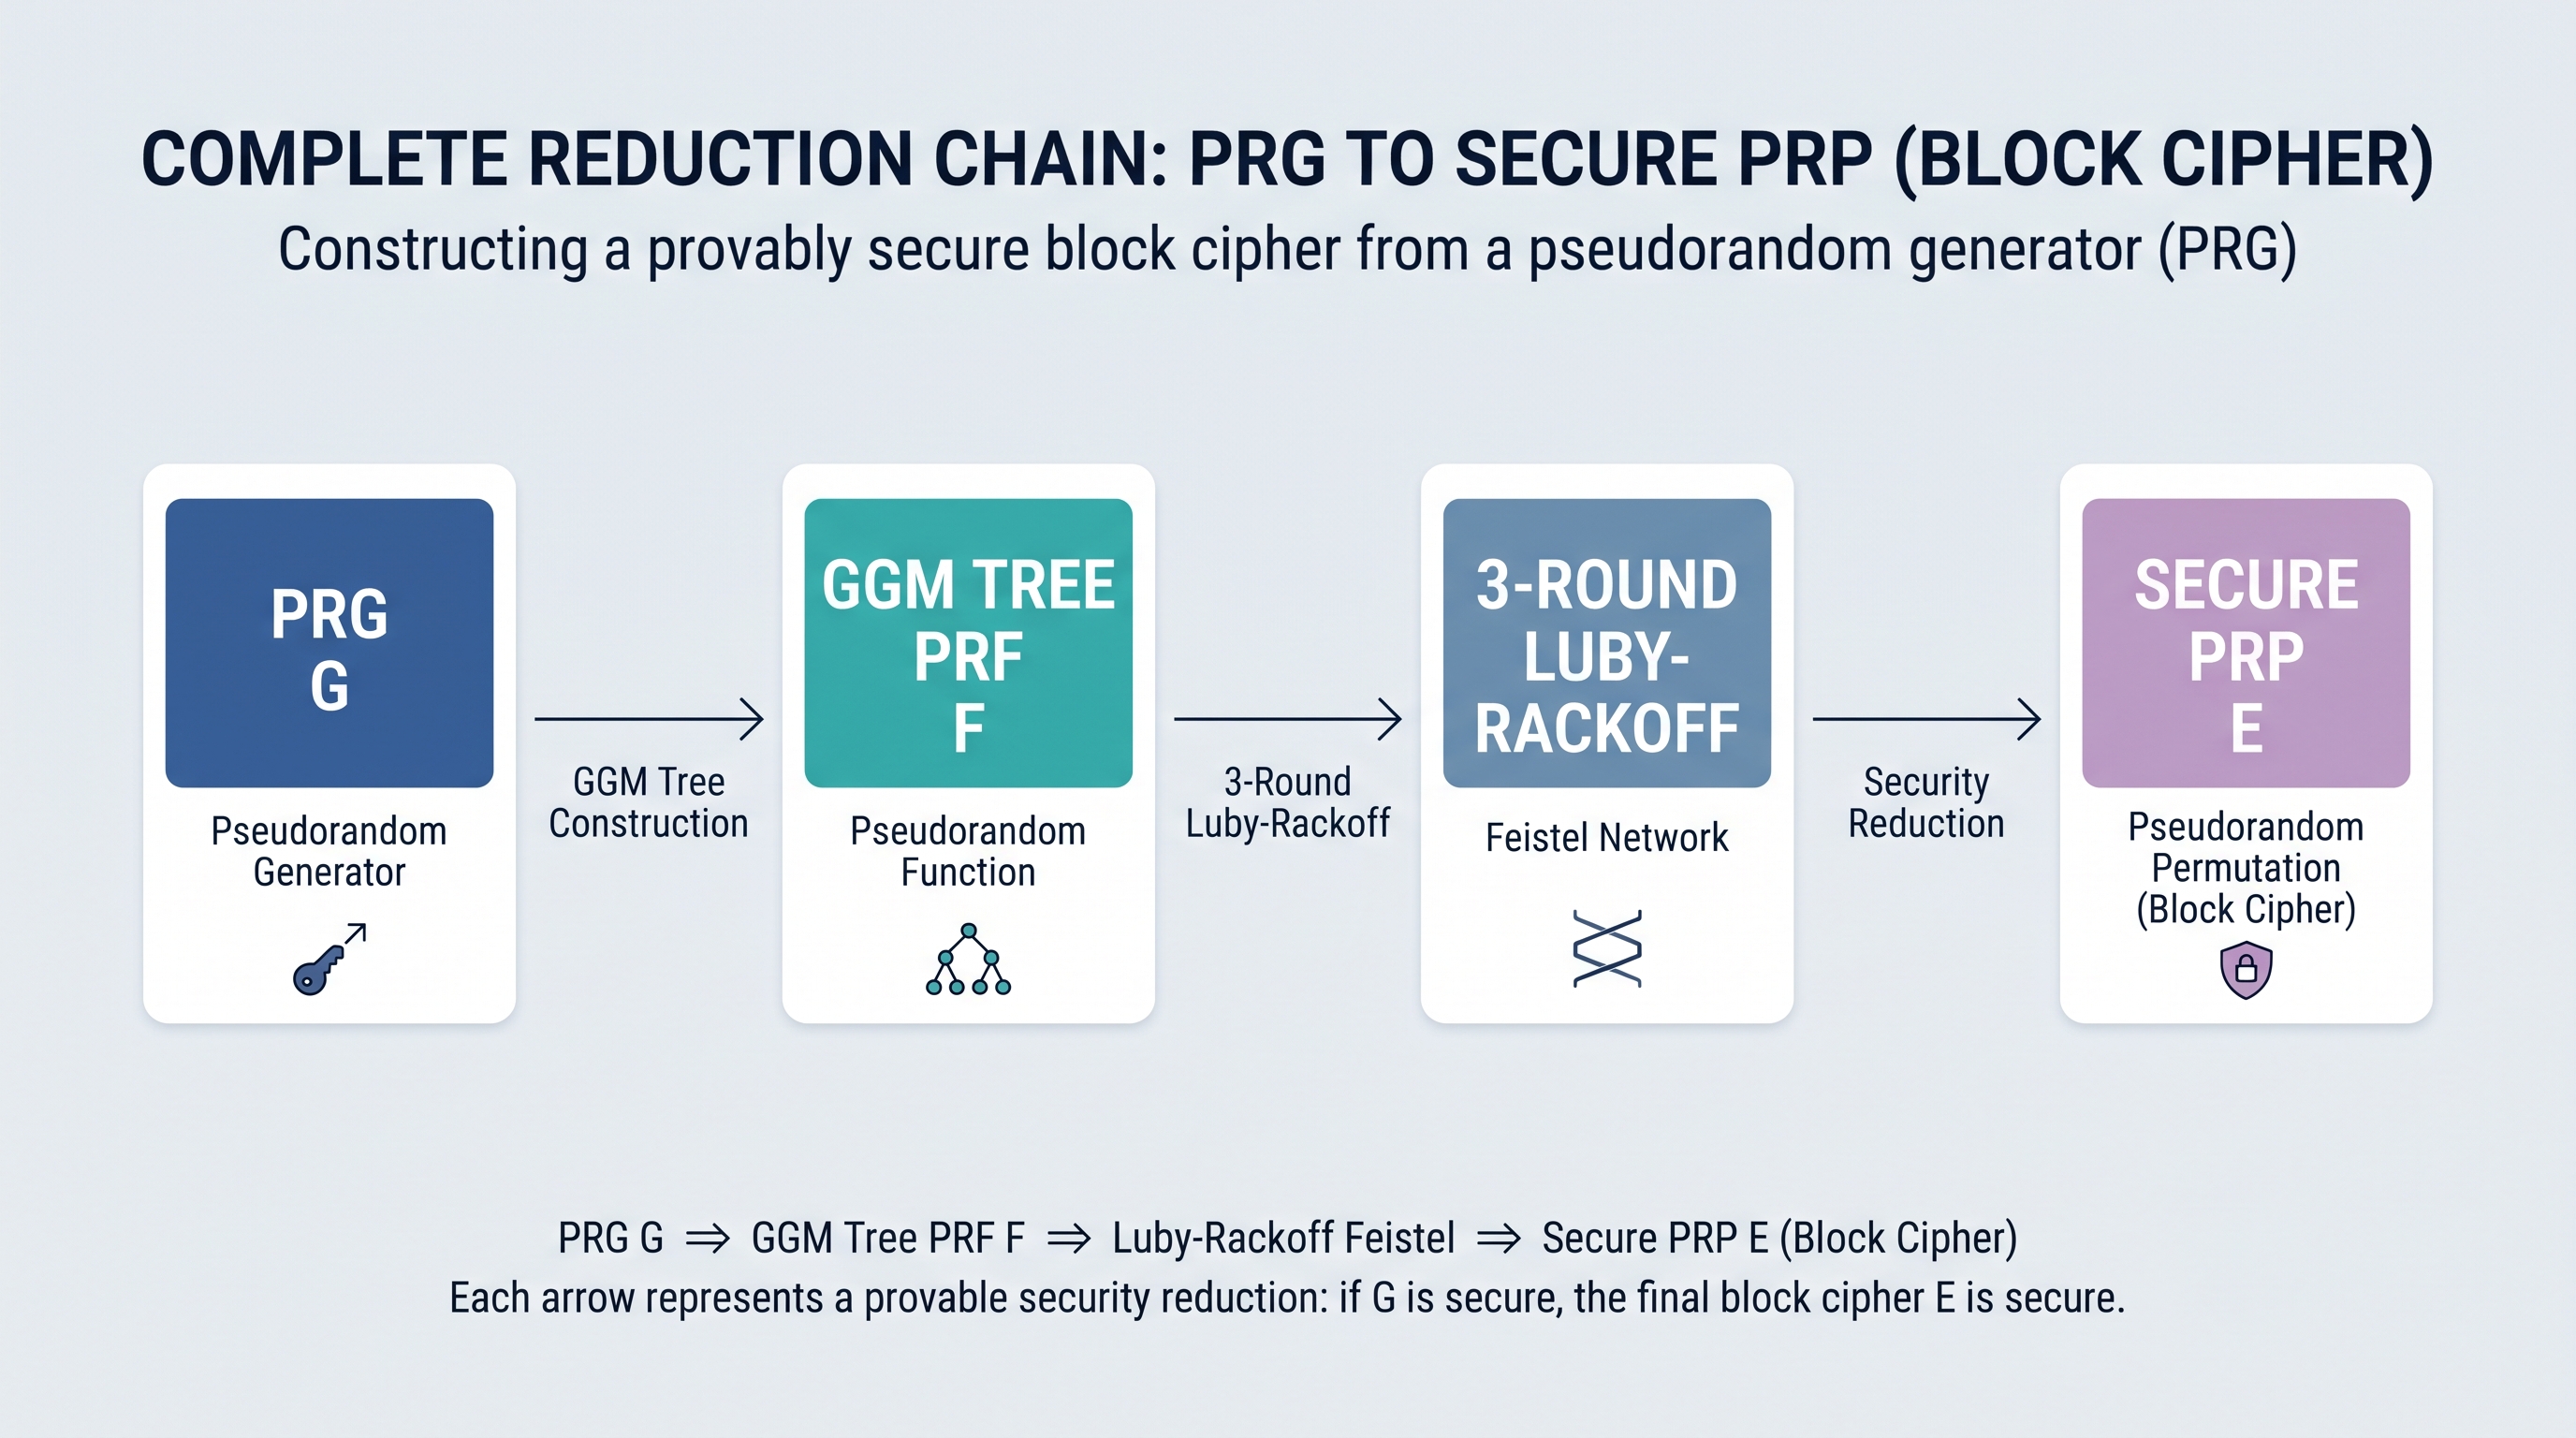 COMPLETE REDUCTION CHAIN: PRG TO SECURE PRP (BLOCK CIPHER)
Constructing a provably secure block cipher from a pseudorandom generator (PRG)
PRG
G
Pseudorandom
Generator
GGM Tree
Construction
GGM TREE
PRF
F
Pseudorandom
Function
3-Round
Luby-Rackoff
3-ROUND
LUBY-
RACKOFF
Feistel Network
Security
Reduction
SECURE
PRP
E
Pseudorandom
Permutation
(Block Cipher)
PRG G ⇒ GGM Tree PRF F ⇒ Luby-Rackoff Feistel ⇒ Secure PRP E (Block Cipher)
Each arrow represents a provable security reduction: if G is secure, the final block cipher E is secure.